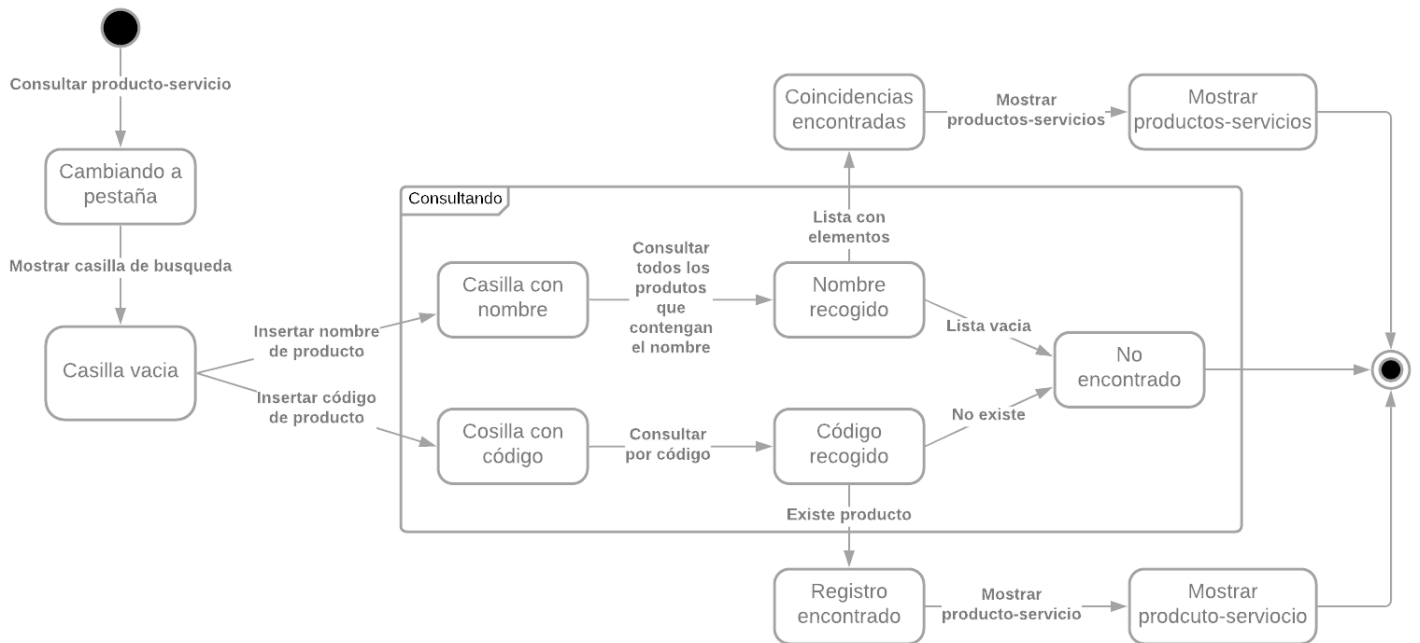 Consultar producto-servicio
Cambiando a
pestaña
Mostrar casilla de busqueda
Casilla vacia
Insertar nombre
de producto
Insertar código
de producto
Consultando
Casilla con
nombre
Consultar
todos los
produtos
que
contengan
el nombre
Nombre
recogido
Lista con
elementos
Coincidencias
encontradas
Mostrar
productos-servicios
Mostrar
productos-servicios
Lista vacia
No
encontrado
Cosilla con
código
Consultar
por código
Código
recogido
No existe
Existe producto
Registro
encontrado
Mostrar
producto-servicio
Mostrar
prodcuto-serviocio